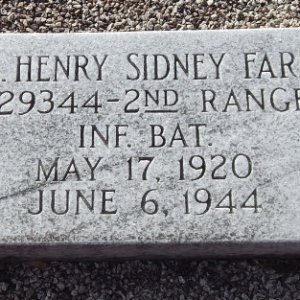 . HENRY SIDNEY FAR
29344-2ND RANGE
INF. BAT.
MAY 17, 1920
JUNE 6, 1944